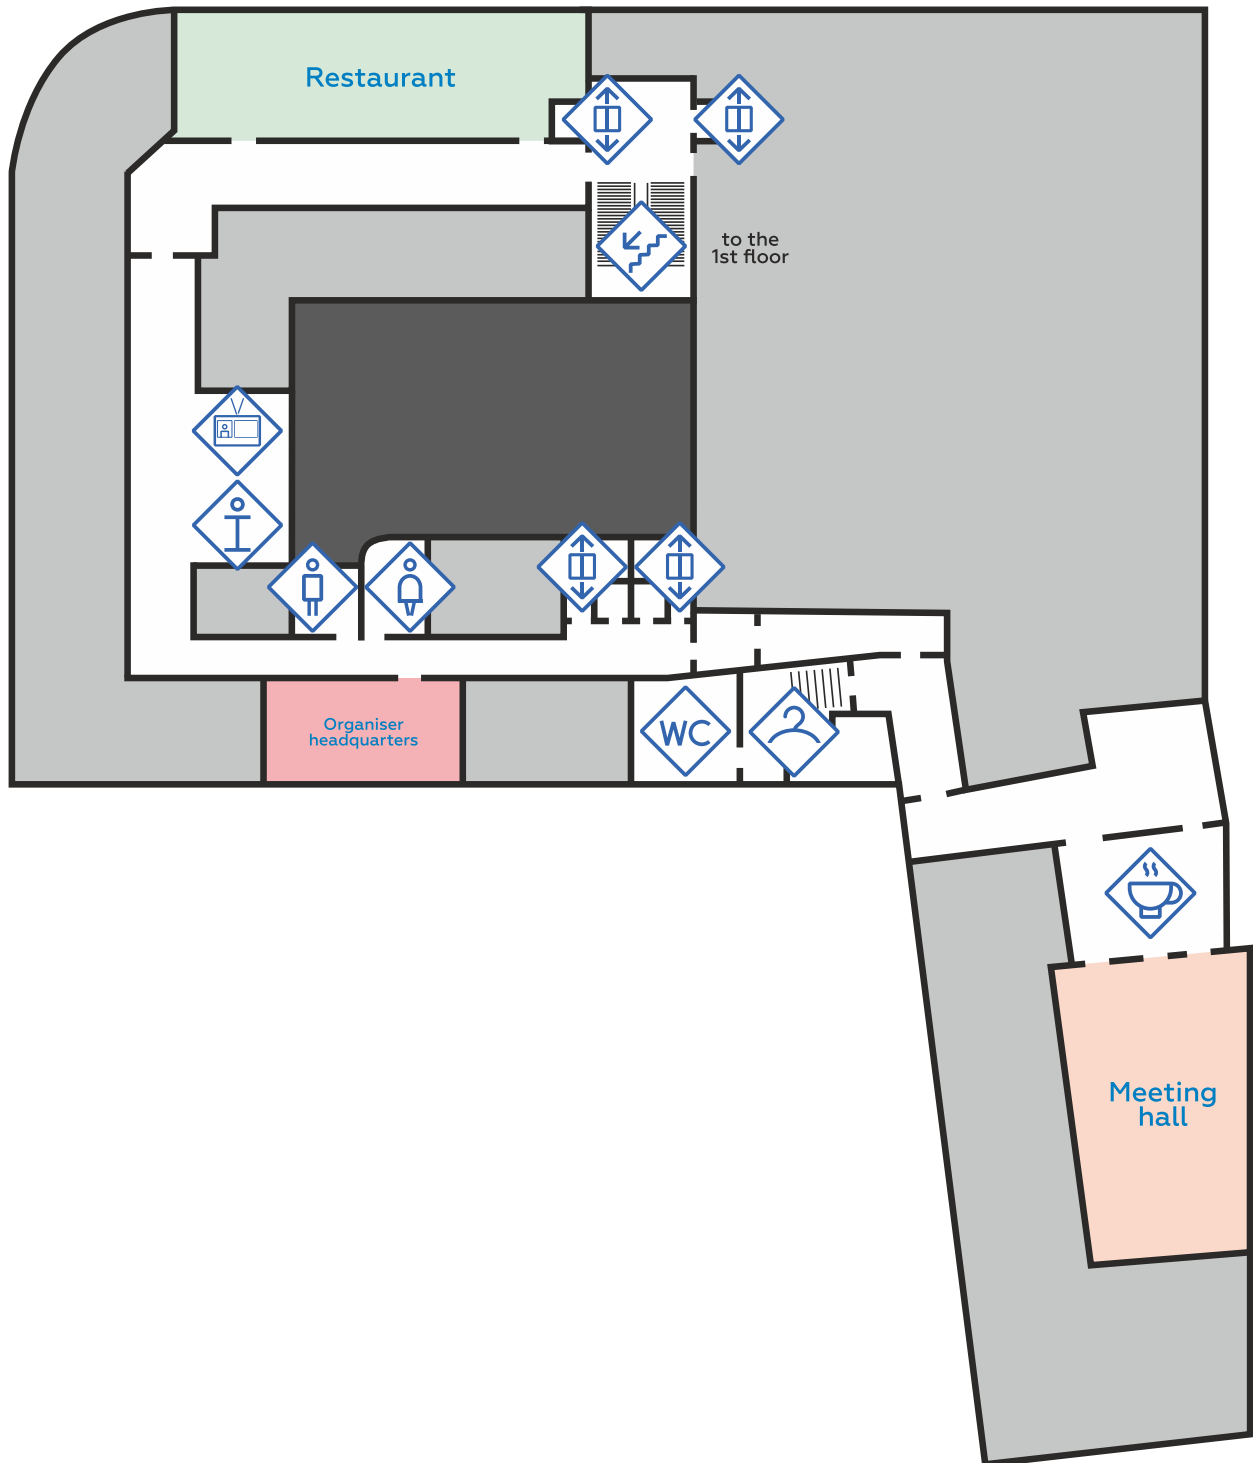 Restaurant
to the
1st floor
Organiser
headquarters
WC
Meeting
hall